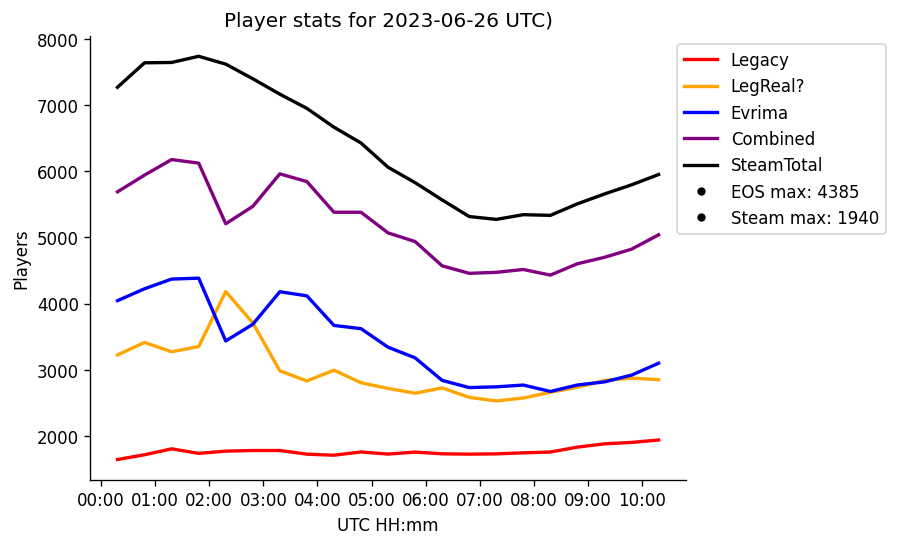 Player stats for 2023-06-26 UTC)
8000
7000
6000
5000
4000
3000
2000
Players
00:00 01:00 02:00 03:00 04:00 05:00 06:00 07:00 08:00 09:00 10:00
UTC HH:mm
Legacy
LegReal?
Evrima
Combined
SteamTotal
EOS max: 4385
Steam max: 1940